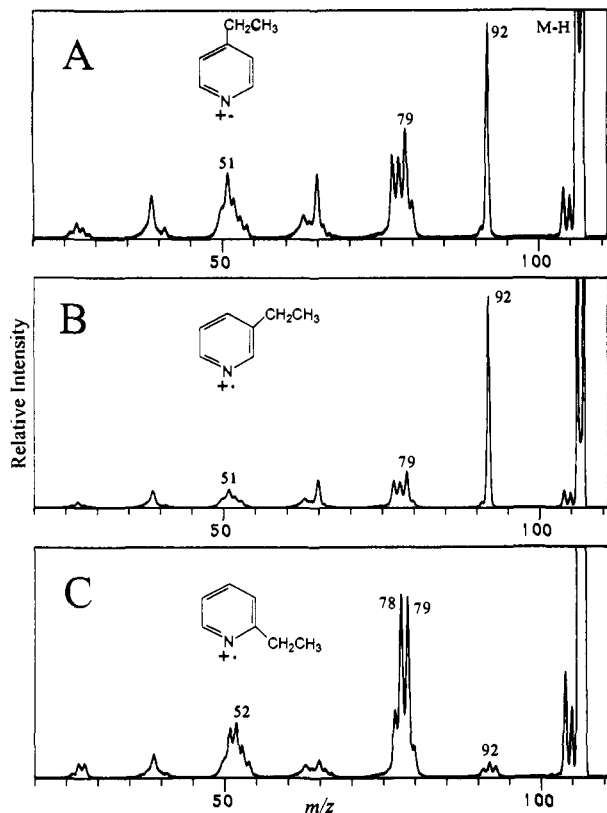 A
CH₂CH₃
N
+•
51
79
92
M-H
50
100
B
CH₂CH₃
N
+•
51
79
92
50
100
C
N
+•
CH₂CH₃
52
78
79
92
50
100
m/z
Relative Intensity